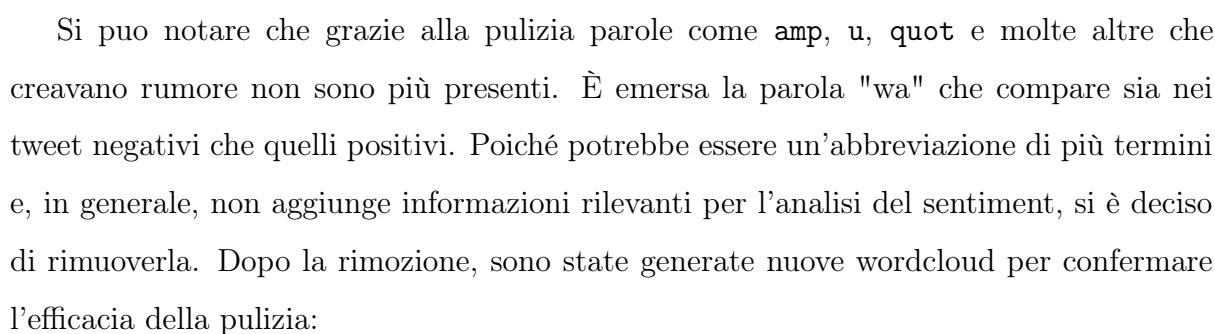 Si puo notare che grazie alla pulizia parole come amp, u, quot e molte altre che
creavano rumore non sono più presenti. È emersa la parola "wa" che compare sia nei
tweet negativi che quelli positivi. Poiché potrebbe essere un'abbreviazione di più termini
e, in generale, non aggiunge informazioni rilevanti per l'analisi del sentiment, si è deciso
di rimuoverla. Dopo la rimozione, sono state generate nuove wordcloud per confermare
l'efficacia della pulizia: